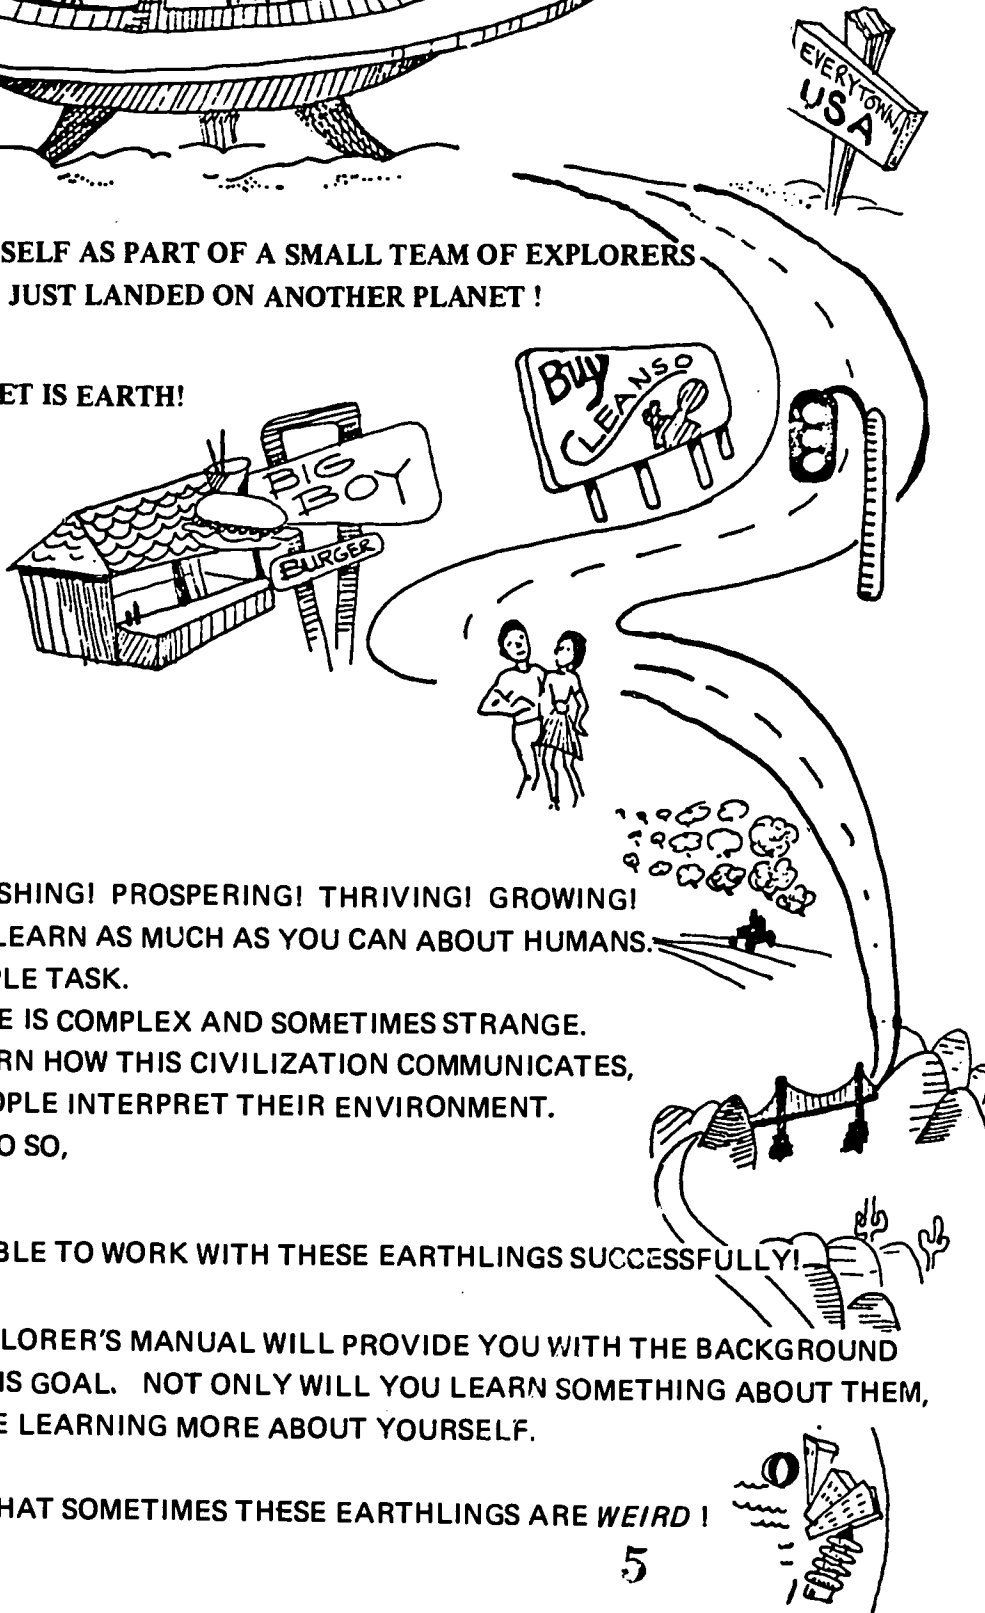 EVERYTOWN,
USA
SELF AS PART OF A SMALL TEAM OF EXPLORERS
JUST LANDED ON ANOTHER PLANET !
BUY
CLEANSO
ET IS EARTH!
BIG
BOY
BURGER
SHING! PROSPERING! THRIVING! GROWING!
LEARN AS MUCH AS YOU CAN ABOUT HUMANS.
PLE TASK.
E IS COMPLEX AND SOMETIMES STRANGE.
RN HOW THIS CIVILIZATION COMMUNICATES,
OPLE INTERPRET THEIR ENVIRONMENT.
O SO,
BLE TO WORK WITH THESE EARTHLINGS SUCCESSFULLY!
LORER'S MANUAL WILL PROVIDE YOU WITH THE BACKGROUND
IS GOAL. NOT ONLY WILL YOU LEARN SOMETHING ABOUT THEM,
E LEARNING MORE ABOUT YOURSELF.
HAT SOMETIMES THESE EARTHLINGS ARE WEIRD !
5